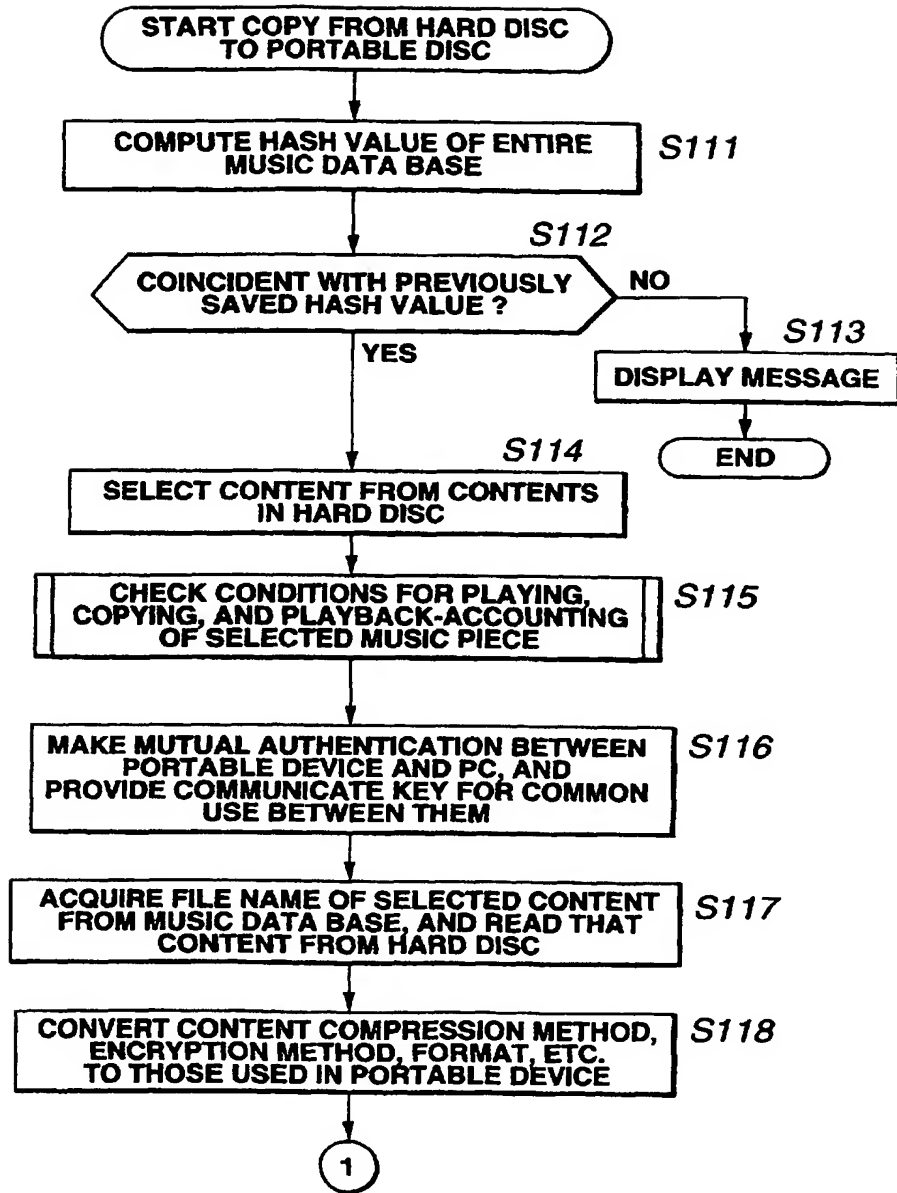 START COPY FROM HARD DISC
TO PORTABLE DISC
COMPUTE HASH VALUE OF ENTIRE
MUSIC DATA BASE
S111
S112
COINCIDENT WITH PREVIOUSLY
SAVED HASH VALUE ?
NO
YES
S113
DISPLAY MESSAGE
END
S114
SELECT CONTENT FROM CONTENTS
IN HARD DISC
CHECK CONDITIONS FOR PLAYING,
COPYING, AND PLAYBACK-ACCOUNTING
OF SELECTED MUSIC PIECE
S115
MAKE MUTUAL AUTHENTICATION BETWEEN
PORTABLE DEVICE AND PC, AND
PROVIDE COMMUNICATE KEY FOR COMMON
USE BETWEEN THEM
S116
ACQUIRE FILE NAME OF SELECTED CONTENT
FROM MUSIC DATA BASE, AND READ THAT
CONTENT FROM HARD DISC
S117
CONVERT CONTENT COMPRESSION METHOD,
ENCRYPTION METHOD, FORMAT, ETC.
TO THOSE USED IN PORTABLE DEVICE
S118
1